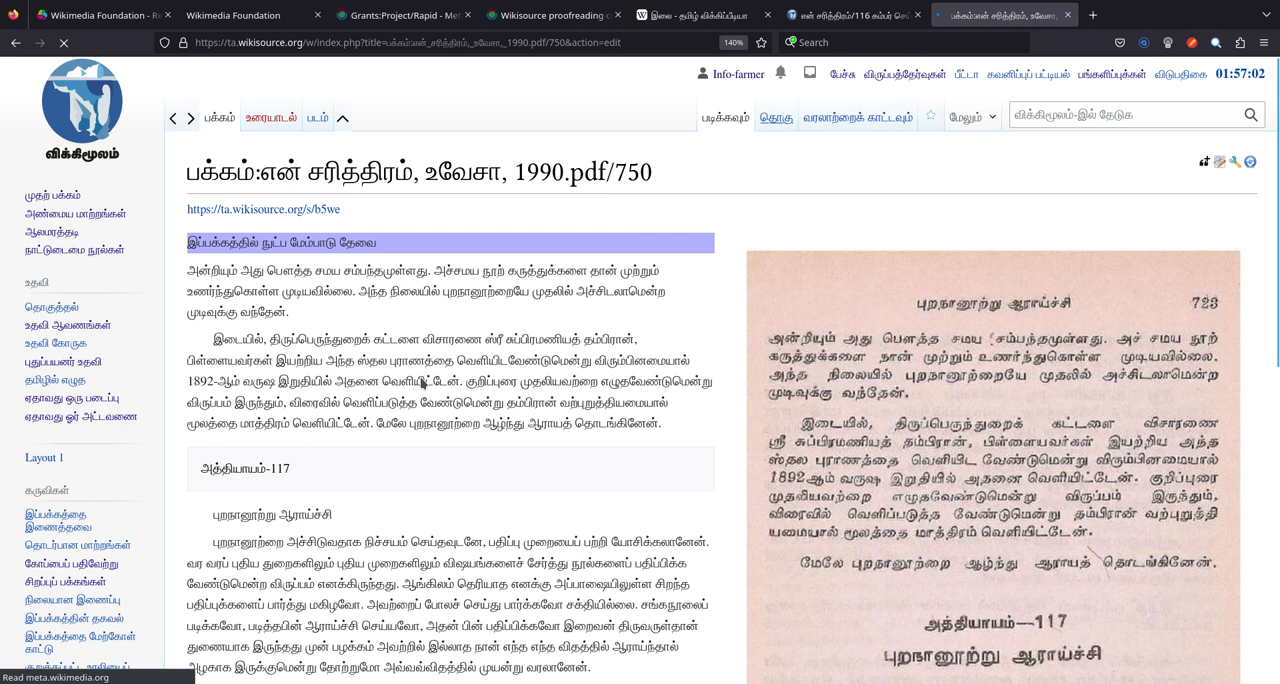 Wikimedia Foundation - Re
Wikimedia Foundation
Grants:Project/Rapid - Met
Wikisource proofreading c
இலை - தமிழ் விக்கிப்பீடியா
என் சரித்திரம்/116 கம்பர் செ
பக்கம்:என் சரித்திரம், உவேசா,
https://ta.wikisource.org/w/index.php?title=பக்கம்:என்_சரித்திரம்,_உவேசா,_1990.pdf/750&action=edit
140%
Search
Info-farmer
பேச்சு
விருப்பத்தேர்வுகள்
பீட்டா
கவனிப்புப் பட்டியல்
பங்களிப்புக்கள்
விடுபதிகை
01:57:02
பக்கம்
உரையாடல்
படம்
படிக்கவும்
தொகு
வரலாற்றைக் காட்டவும்
மேலும்
விக்கிமூலம்-இல் தேடுக
விக்கிமூலம்
முதற் பக்கம்
அண்மைய மாற்றங்கள்
ஆலமரத்தடி
நாட்டுடைமை நூல்கள்
உதவி
தொகுத்தல்
உதவி ஆவணங்கள்
உதவி கோருக
புதுப்பயனர் உதவி
தமிழில் எழுத
ஏதாவது ஒரு படைப்பு
ஏதாவது ஓர் அட்டவணை
Layout 1
கருவிகள்
இப்பக்கத்தை
இணைத்தவை
தொடர்பான மாற்றங்கள்
கோப்பைப் பதிவேற்று
சிறப்புப் பக்கங்கள்
நிலையான இணைப்பு
இப்பக்கத்தின் தகவல்
இப்பக்கத்தை மேற்கோள்
காட்டு
Read meta.wikimedia.org
பக்கம்:என் சரித்திரம், உவேசா, 1990.pdf/750
https://ta.wikisource.org/s/b5we
இப்பக்கத்தில் நுட்ப மேம்பாடு தேவை
அன்றியும் அது பௌத்த சமய சம்பந்தமுள்ளது. அச்சமய நூற் கருத்துக்களை தான் முற்றும்
உணர்ந்துகொள்ள முடியவில்லை. அந்த நிலையில் புறநானூற்றையே முதலில் அச்சிடலாமென்ற
முடிவுக்கு வந்தேன்.
இடையில், திருப்பெருந்துறைக் கட்டளை விசாரணை ஸ்ரீ சுப்பிரமணியத் தம்பிரான்,
பிள்ளையவர்கள் இயற்றிய அந்த ஸ்தல புராணத்தை வெளியிடவேண்டுமென்று விரும்பினமையால்
1892-ஆம் வருஷ இறுதியில் அதனை வெளியிட்டேன். குறிப்புரை முதலியவற்றை எழுதவேண்டுமென்று
விருப்பம் இருந்தும், விரைவில் வெளிப்படுத்த வேண்டுமென்று தம்பிரான் வற்புறுத்தியமையால்
மூலத்தை மாத்திரம் வெளியிட்டேன். மேலே புறநானூற்றை ஆழ்ந்து ஆராயத் தொடங்கினேன்.
அத்தியாயம்-117
புறநானூற்று ஆராய்ச்சி
புறநானூற்றை அச்சிடுவதாக நிச்சயம் செய்தவுடனே, பதிப்பு முறையைப் பற்றி யோசிக்கலானேன்.
வர வரப் புதிய துறைகளிலும் புதிய முறைகளிலும் விஷயங்களைச் சேர்த்து நூல்களைப் பதிப்பிக்க
வேண்டுமென்ற விருப்பம் எனக்கிருந்தது. ஆங்கிலம் தெரியாத எனக்கு அப்பாஷையிலுள்ள சிறந்த
பதிப்புக்களைப் பார்த்து மகிழவோ. அவற்றைப் போலச் செய்து பார்க்கவோ சக்தியில்லை. சங்கநூலைப்
படிக்கவோ, படித்தபின் ஆராய்ச்சி செய்யவோ, அதன் பின் பதிப்பிக்கவோ இறைவன் திருவருள்தான்
துணையாக இருந்தது முன் பழக்கம் அவற்றில் இல்லாத நான் எந்த எந்த விதத்தில் ஆராய்ந்தால்
அழகாக இருக்குமென்று தோற்றுமோ அவ்வவ்விதத்தில் முயன்று வரலானேன்.
புறநானூற்று ஆராய்ச்சி 723
அன்றியும் அது பௌத்த சமய சம்பந்தமுள்ளது. அச் சமய நூற்
கருத்துக்களை நான் முற்றும் உணர்ந்துகொள்ள முடியவில்லை.
அந்த நிலையில் புறநானூற்றையே முதலில் அச்சிடலாமென்ற
முடிவுக்கு வந்தேன்.
இடையில், திருப்பெருந்துறைக் கட்டளை விசாரணை
ஸ்ரீ சுப்பிரமணியத் தம்பிரான், பிள்ளையவர்கள் இயற்றிய அந்த
ஸ்தல புராணத்தை வெளியிட வேண்டுமென்று விரும்பினமையால்
1892ஆம் வருஷ இறுதியில் அதனை வெளியிட்டேன். குறிப்புரை
முதலியவற்றை எழுதவேண்டுமென்று விருப்பம் இருந்தும்,
விரைவில் வெளிப்படுத்த வேண்டுமென்று தம்பிரான் வற்புறுத்தி
யமையால் மூலத்தை மாத்திரம் வெளியிட்டேன்.
மேலே புறநானூற்றை ஆழ்ந்து ஆராயத் தொடங்கினேன்.
அத்தியாயம்—117
புறநானூற்று ஆராய்ச்சி